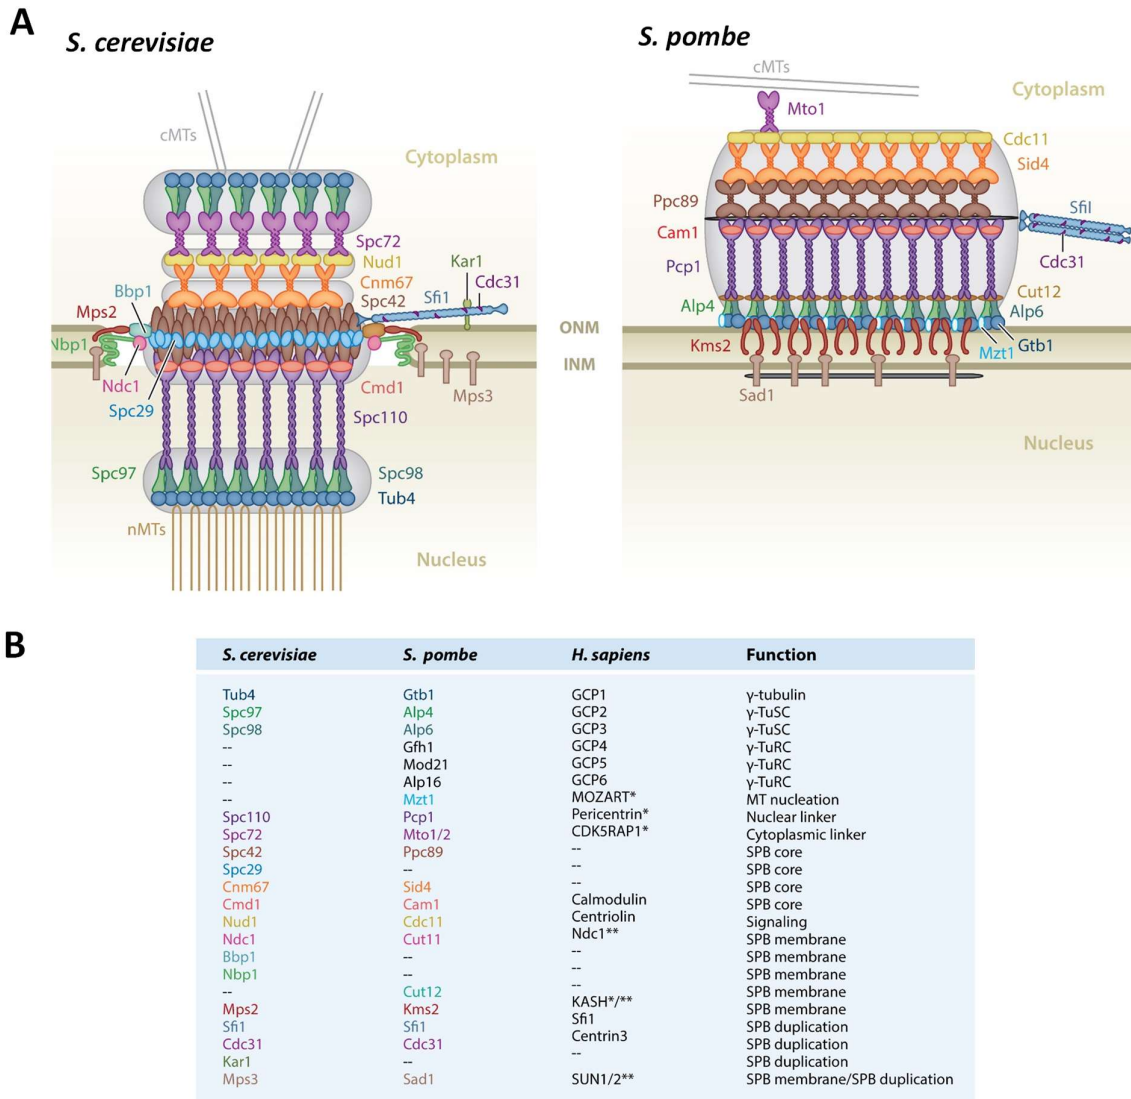 A
S. cerevisiae
S. pombe
cMTs
Cytoplasm
Spc72
Nud1
Kar1
Cnm67
Cdc31
Bbp1
Spc42
Sfi1
Mps2
Nbp1
Ndc1
Cmd1
Mps3
Spc29
Spc110
Spc97
Spc98
Tub4
nMTs
Nucleus
ONM
INM
cMTs
Cytoplasm
Mto1
Cdc11
Sid4
Ppc89
SfiI
Cam1
Cdc31
Pcp1
Cut12
Alp4
Alp6
Kms2
Gtb1
Mzt1
Sad1
Nucleus
B
S. cerevisiae S. pombe H. sapiens Function
Tub4 Gtb1 GCP1 γ-tubulin
Spc97 Alp4 GCP2 γ-TuSC
Spc98 Alp6 GCP3 γ-TuSC
-- Gfh1 GCP4 γ-TuRC
-- Mod21 GCP5 γ-TuRC
-- Alp16 GCP6 γ-TuRC
-- Mzt1 MOZART* MT nucleation
Spc110 Pcp1 Pericentrin* Nuclear linker
Spc72 Mto1/2 CDK5RAP1* Cytoplasmic linker
Spc42 Ppc89 -- SPB core
Spc29 -- -- SPB core
Cnm67 Sid4 -- SPB core
Cmd1 Cam1 Calmodulin SPB core
Nud1 Cdc11 Centriolin Signaling
Ndc1 Cut11 Ndc1** SPB membrane
Bbp1 -- -- SPB membrane
Nbp1 -- -- SPB membrane
-- Cut12 -- SPB membrane
Mps2 Kms2 KASH*/** SPB membrane
Sfi1 Sfi1 Sfi1 SPB duplication
Cdc31 Cdc31 Centrin3 SPB duplication
Kar1 -- -- SPB duplication
Mps3 Sad1 SUN1/2** SPB membrane/SPB duplication